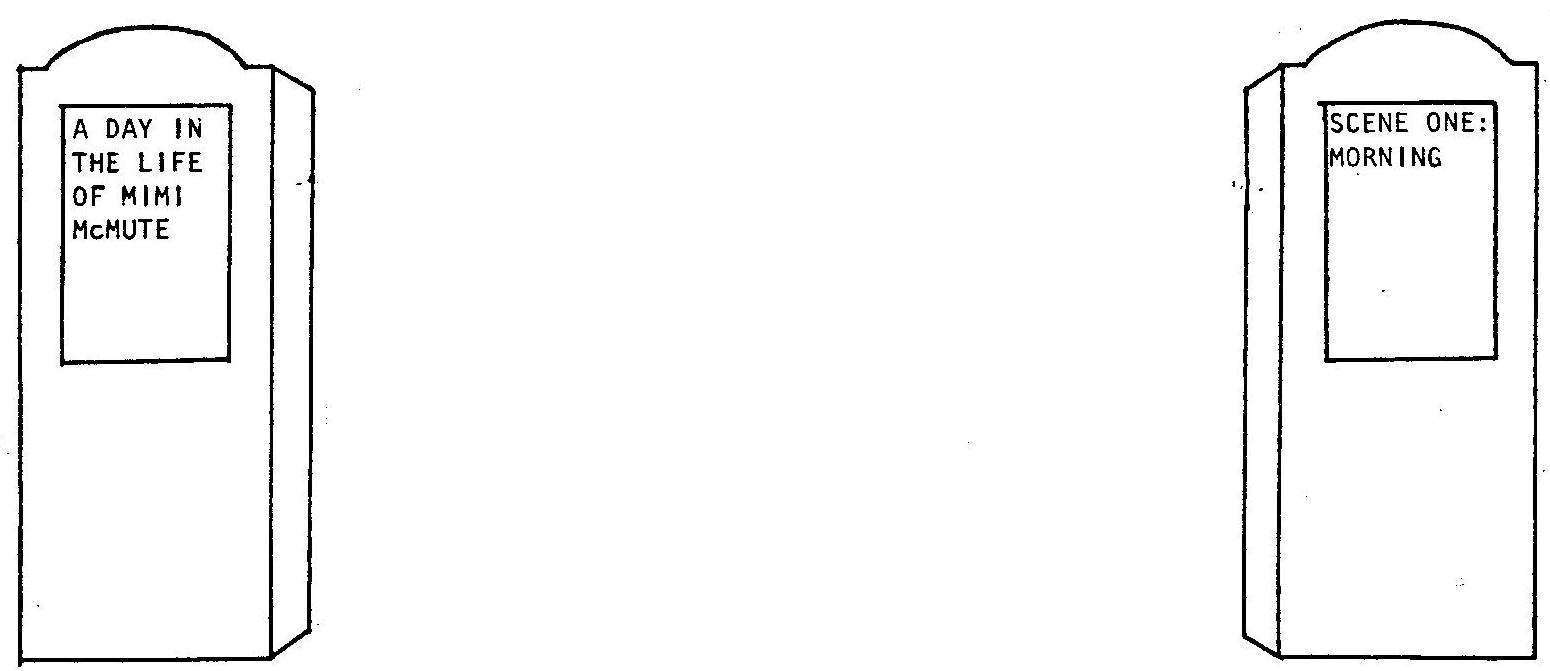 A DAY IN
THE LIFE
OF MIMI
McMUTE
SCENE ONE:
MORNING